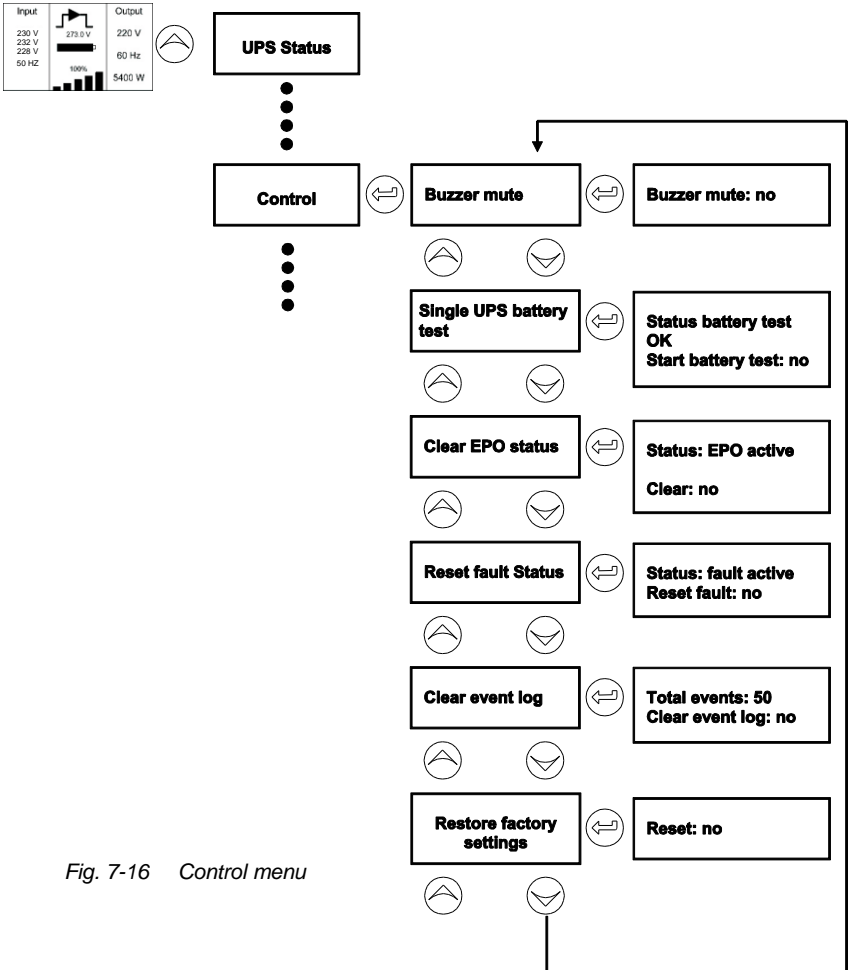 Input
Output
230 V
232 V
228 V
50 HZ
273.0 V
100%
220 V
60 Hz
5400 W
UPS Status
Control
Buzzer mute
Buzzer mute: no
Single UPS battery
test
Status battery test
OK
Start battery test: no
Clear EPO status
Status: EPO active
Clear: no
Reset fault Status
Status: fault active
Reset fault: no
Clear event log
Total events: 50
Clear event log: no
Restore factory
settings
Reset: no
Fig. 7-16 Control menu